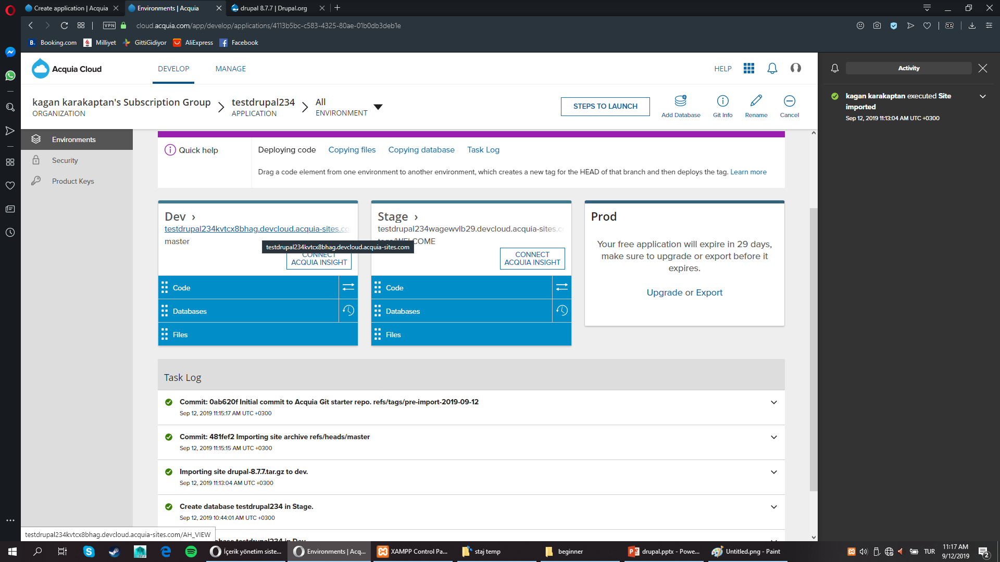 Create application | Acquia
Environments | Acquia
drupal 8.7.7 | Drupal.org
VPN
cloud.acquia.com/app/develop/applications/4113b5bc-c583-4325-80ae-01b0db3deb1e
B. Booking.com
Milliyet
GittiGidiyor
AliExpress
Facebook
Acquia Cloud
DEVELOP
MANAGE
HELP
Activity
kagan karakaptan's Subscription Group
ORGANIZATION
testdrupal234
APPLICATION
All
ENVIRONMENT
STEPS TO LAUNCH
Add Database
Git Info
Rename
Cancel
kagan karakaptan executed Site
imported
Sep 12, 2019 11:13:04 AM UTC +0300
Environments
Security
Product Keys
Quick help
Deploying code
Copying files
Copying database
Task Log
Drag a code element from one environment to another environment, which creates a new tag for the HEAD of that branch and then deploys the tag. Learn more
Dev
testdrupal234kvtcx8bhag.devcloud.acquia-sites.co
master
testdrupal234kvtcx8bhag.devcloud.acquia-sites.com
CONNECT
ACQUIA INSIGHT
Code
Databases
Files
Stage
testdrupal234wagewvlb29.devcloud.acquia-sites.c
tags/WELCOME
CONNECT
ACQUIA INSIGHT
Code
Databases
Files
Prod
Your free application will expire in 29 days,
make sure to upgrade or export before it
expires.
Upgrade or Export
Task Log
Commit: 0ab620f Initial commit to Acquia Git starter repo. refs/tags/pre-import-2019-09-12
Sep 12, 2019 11:15:17 AM UTC +0300
Commit: 481fef2 Importing site archive refs/heads/master
Sep 12, 2019 11:15:15 AM UTC +0300
Importing site drupal-8.7.7.tar.gz to dev.
Sep 12, 2019 11:13:04 AM UTC +0300
Create database testdrupal234 in Stage.
Sep 12, 2019 10:44:01 AM UTC +0300
testdrupal234 in Dev
testdrupal234kvtcx8bhag.devcloud.acquia-sites.com/AH_VIEW
İçerik yönetim siste...
Environments | Acq...
XAMPP Control Pa...
staj temp
beginner
drupal.pptx - Powe...
Untitled.png - Paint
TUR
11:17 AM
9/12/2019
2